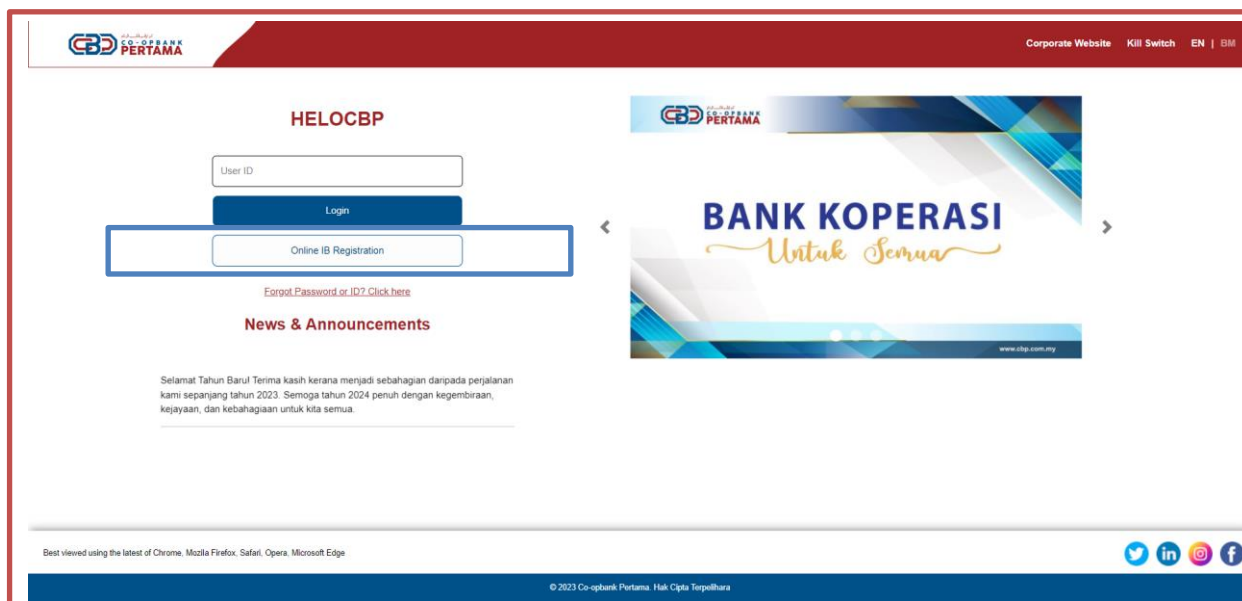 CBP CO-OPBANK PERTAMA
Corporate Website Kill Switch EN | BM
HELOCBP
User ID
Login
Online IB Registration
Forgot Password or ID? Click here
News & Announcements
Selamat Tahun Baru! Terima kasih kerana menjadi sebahagian daripada perjalanan
kami sepanjang tahun 2023. Semoga tahun 2024 penuh dengan kegembiraan,
kejayaan, dan kebahagiaan untuk kita semua.
CBP CO-OPBANK PERTAMA
BANK KOPERASI
Untuk Semua
www.cbp.com.my
Best viewed using the latest of Chrome, Mozilla Firefox, Safari, Opera, Microsoft Edge
© 2023 Co-opbank Pertama. Hak Cipta Terpelihara